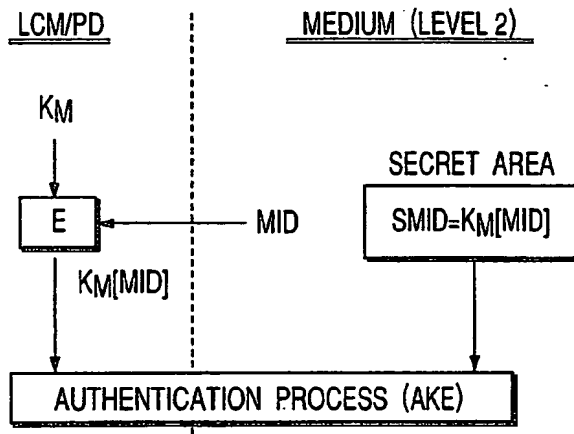 LCM/PD
MEDIUM (LEVEL 2)
KM
SECRET AREA
E
MID
SMID=KM[MID]
KM[MID]
AUTHENTICATION PROCESS (AKE)